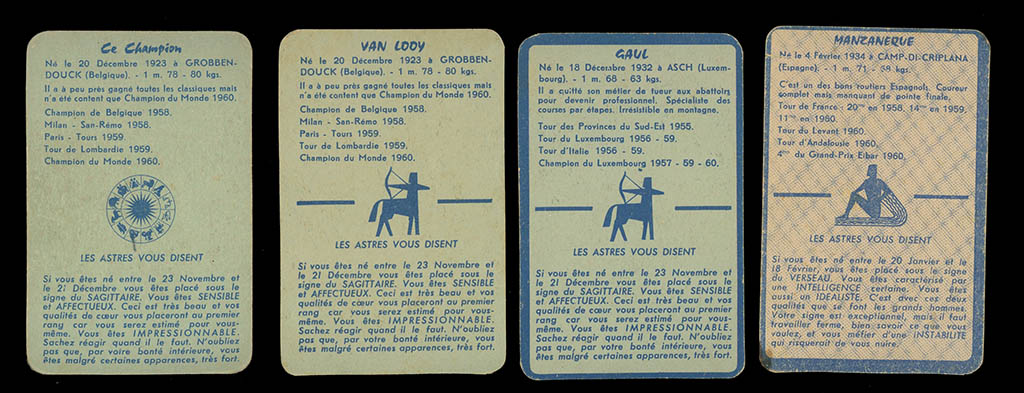 Ce Champion
Né le 20 Décembre 1923 à GROBBEN-
DOUCK (Belgique). - 1 m. 78 - 80 kgs.
Il a à peu près gagné toutes les classiques mais
n'a été content que Champion du Monde 1960.
Champion de Belgique 1958.
Milan - San-Rémo 1958.
Paris - Tours 1959.
Tour de Lombardie 1959.
Champion du Monde 1960.
LES ASTRES VOUS DISENT
Si vous êtes né entre le 23 Novembre et
le 21 Décembre vous êtes placé sous le
signe du SAGITTAIRE. Vous êtes SENSIBLE
et AFFECTUEUX. Ceci est très beau et vos
qualités de cœur vous placeront au premier
rang car vous serez estimé pour vous-
même. Vous êtes IMPRESSIONNABLE.
Sachez réagir quand il le faut. N'oubliez
pas que, par votre bonté intérieure, vous
êtes malgré certaines apparences, très fort.
VAN LOOY
Né le 20 Décembre 1923 à GROBBEN-
DOUCK (Belgique). - 1 m. 78 - 80 kgs.
Il a à peu près gagné toutes les classiques mais
n'a été content que Champion du Monde 1960.
Champion de Belgique 1958.
Milan - San-Rémo 1958.
Paris - Tours 1959.
Tour de Lombardie 1959.
Champion du Monde 1960.
LES ASTRES VOUS DISENT
Si vous êtes né entre le 23 Novembre et
le 21 Décembre vous êtes placé sous le
signe du SAGITTAIRE. Vous êtes SENSIBLE
et AFFECTUEUX. Ceci est très beau et vos
qualités de cœur vous placeront au premier
rang car vous serez estimé pour vous-
même. Vous êtes IMPRESSIONNABLE.
Sachez réagir quand il le faut. N'oubliez
pas que, par votre bonté intérieure, vous
êtes malgré certaines apparences, très fort.
GAUL
Né le 18 Décembre 1932 à ASCH (Luxem-
bourg). - 1 m. 68 - 63 kgs.
Il a quitté son métier de tueur aux abattoirs
pour devenir professionnel. Spécialiste des
courses par étapes. Irrésistible en montagne.
Tour des Provinces du Sud-Est 1955.
Tour du Luxembourg 1956 - 59.
Tour d'Italie 1956 - 59.
Champion du Luxembourg 1957 - 59 - 60.
LES ASTRES VOUS DISENT
Si vous êtes né entre le 23 Novembre et
le 21 Décembre vous êtes placé sous le
signe du SAGITTAIRE. Vous êtes SENSIBLE
et AFFECTUEUX. Ceci est très beau et vos
qualités de cœur vous placeront au premier
rang car vous serez estimé pour vous-
même. Vous êtes IMPRESSIONNABLE.
Sachez réagir quand il le faut. N'oubliez
pas que, par votre bonté intérieure, vous
êtes malgré certaines apparences, très fort.
MANZANEQUE
Né le 4 Février 1934 à CAMP-DI-CRIPLANA
(Espagne). - 1 m. 71 - 68 kgs.
C'est un des bons routiers Espagnols. Coureur
complet mais manquant de pointe finale.
Tour de France : 20me en 1958, 14me en 1959,
11me en 1960.
Tour du Levant 1960.
Tour d'Andalousie 1960.
4me du Grand-Prix Eibar 1960.
LES ASTRES VOUS DISENT
Si vous êtes né entre le 20 Janvier et le
18 Février, vous êtes placé sous le signe
du VERSEAU. Vous êtes caractérisé par
une INTELLIGENCE certaine. Vous êtes
aussi un IDÉALISTE. C'est avec ces deux
qualités que se font les grands hommes.
Votre signe est exceptionnel, mais il faut
travailler ferme, bien savoir ce que vous
voulez, et vous méfier d'une INSTABILITÉ
qui risquerait de vous nuire.